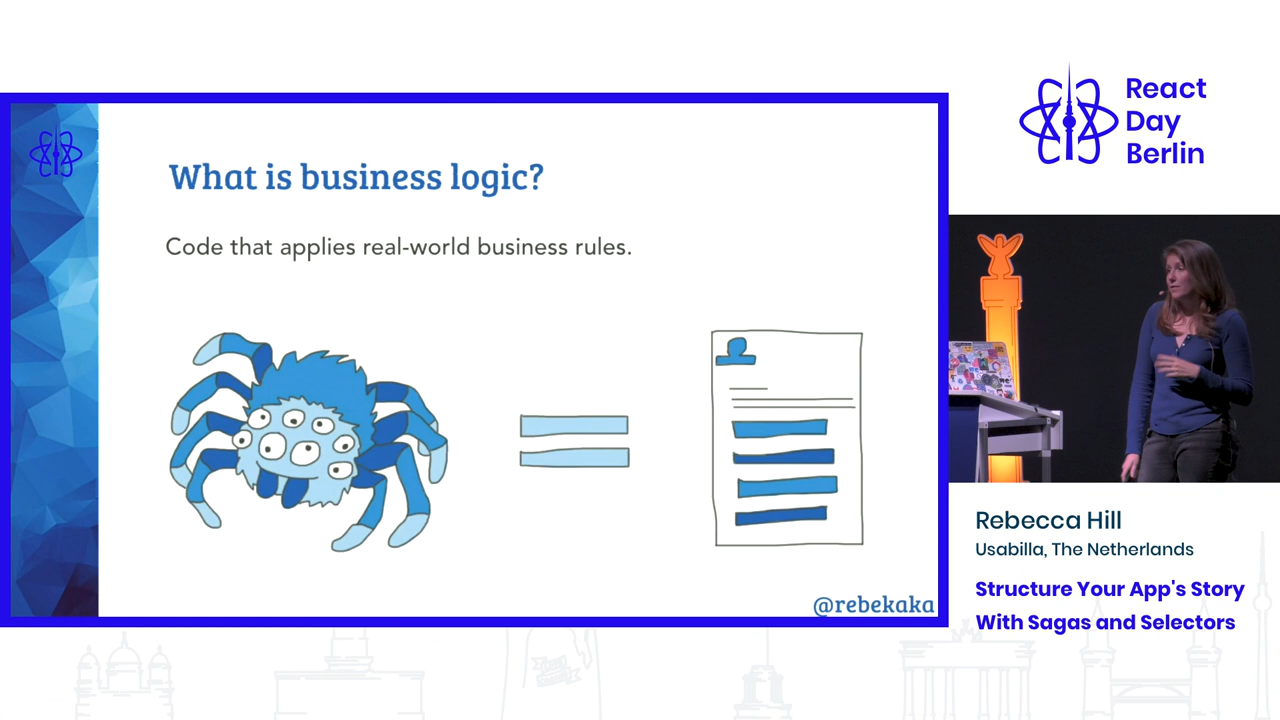 What is business logic?
Code that applies real-world business rules.
@rebekaka
React
Day
Berlin
Rebecca Hill
Usabilla, The Netherlands
Structure Your App's Story
With Sagas and Selectors